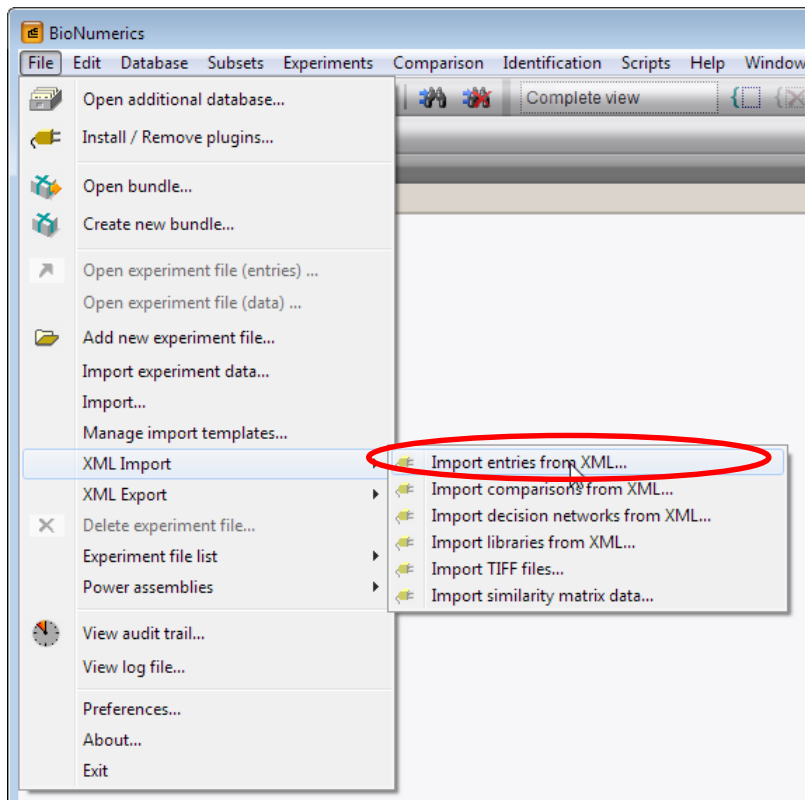 BioNumerics
File Edit Database Subsets Experiments Comparison Identification Scripts Help Window
Complete view
Open additional database...
Install / Remove plugins...
Open bundle...
Create new bundle...
Open experiment file (entries) ...
Open experiment file (data) ...
Add new experiment file...
Import experiment data...
Import...
Manage import templates...
XML Import
Import entries from XML...
XML Export
Import comparisons from XML...
Delete experiment file...
Import decision networks from XML...
Experiment file list
Import libraries from XML...
Import TIFF files...
Power assemblies
Import similarity matrix data...
View audit trail...
View log file...
Preferences...
About...
Exit